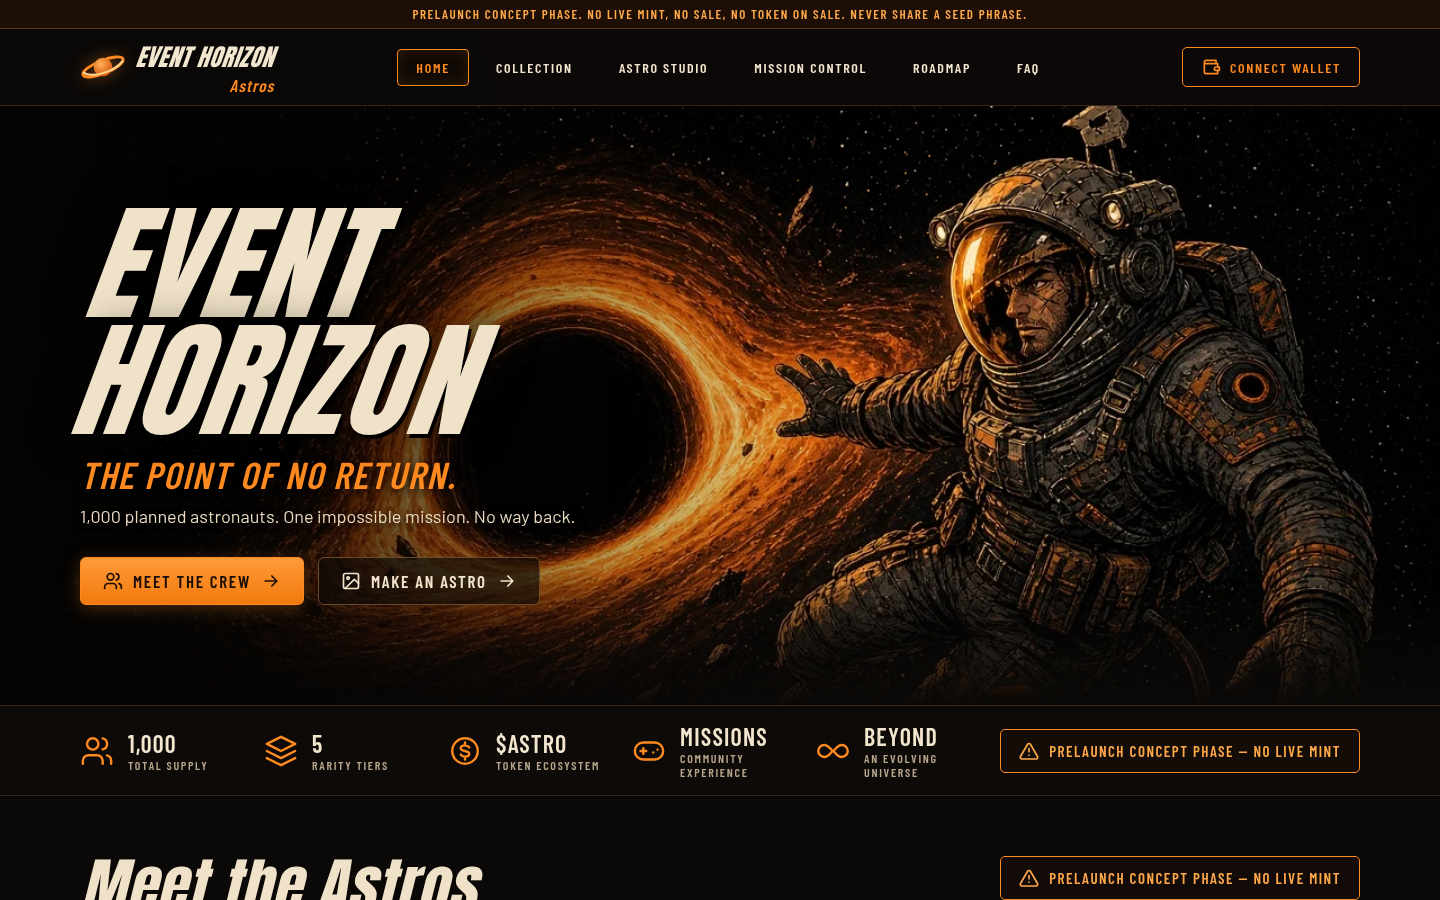 PRELAUNCH CONCEPT PHASE. NO LIVE MINT, NO SALE, NO TOKEN ON SALE. NEVER SHARE A SEED PHRASE.
EVENT HORIZON
Astros
HOME
COLLECTION
ASTRO STUDIO
MISSION CONTROL
ROADMAP
FAQ
CONNECT WALLET
EVENT
HORIZON
THE POINT OF NO RETURN.
1,000 planned astronauts. One impossible mission. No way back.
MEET THE CREW
MAKE AN ASTRO
1,000
TOTAL SUPPLY
5
RARITY TIERS
$ASTRO
TOKEN ECOSYSTEM
MISSIONS
COMMUNITY
EXPERIENCE
BEYOND
AN EVOLVING
UNIVERSE
PRELAUNCH CONCEPT PHASE – NO LIVE MINT
Meet the Astros
PRELAUNCH CONCEPT PHASE – NO LIVE MINT